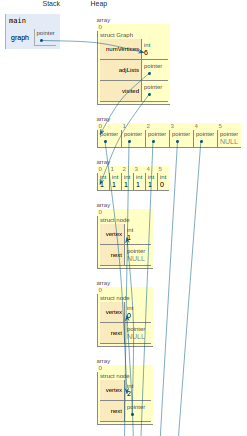 Stack Heap
main
graph pointer
array
0
struct Graph
numVertices int
6
adjLists pointer
visited pointer
array
0 1 2 3 4 5
pointer pointer pointer pointer pointer pointer
NULL
array
0 1 2 3 4 5
int int int int int int
1 1 1 1 1 0
array
0
struct node
vertex int
1
next pointer
NULL
array
0
struct node
vertex int
0
next pointer
NULL
array
0
struct node
vertex int
2
next pointer